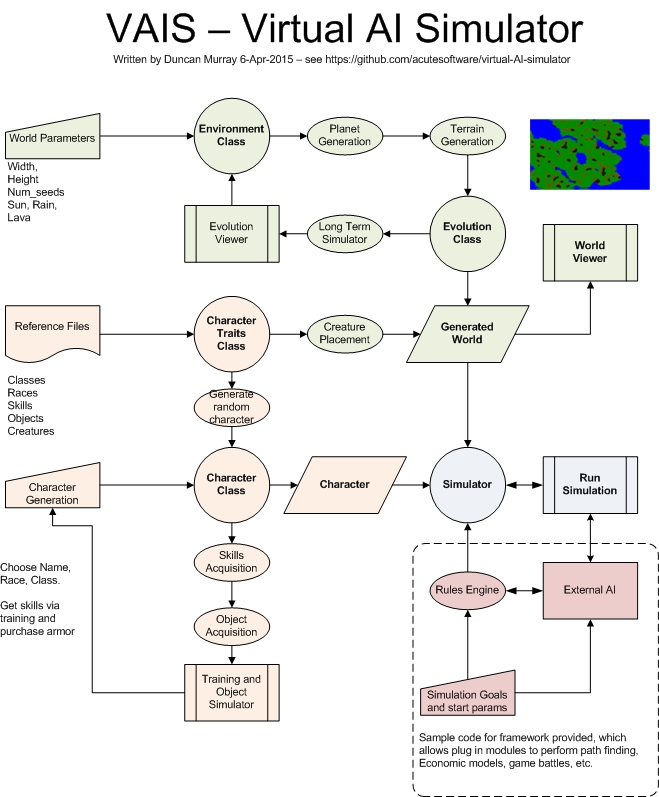 VAIS – Virtual AI Simulator
Written by Duncan Murray 6-Apr-2015 – see https://github.com/acutesoftware/virtual-AI-simulator
World Parameters
Width,
Height
Num_seeds
Sun, Rain,
Lava
Environment
Class
Planet
Generation
Terrain
Generation
Evolution
Viewer
Long Term
Simulator
Evolution
Class
World
Viewer
Reference Files
Classes
Races
Skills
Objects
Creatures
Character
Traits
Class
Creature
Placement
Generated
World
Generate
random
character
Character
Generation
Character
Class
Character
Simulator
Run
Simulation
Choose Name,
Race, Class.
Get skills via
training and
purchase armor
Skills
Acquisition
Object
Acquisition
Training and
Object
Simulator
Rules Engine
External AI
Simulation Goals
and start params
Sample code for framework provided, which
allows plug in modules to perform path finding,
Economic models, game battles, etc.